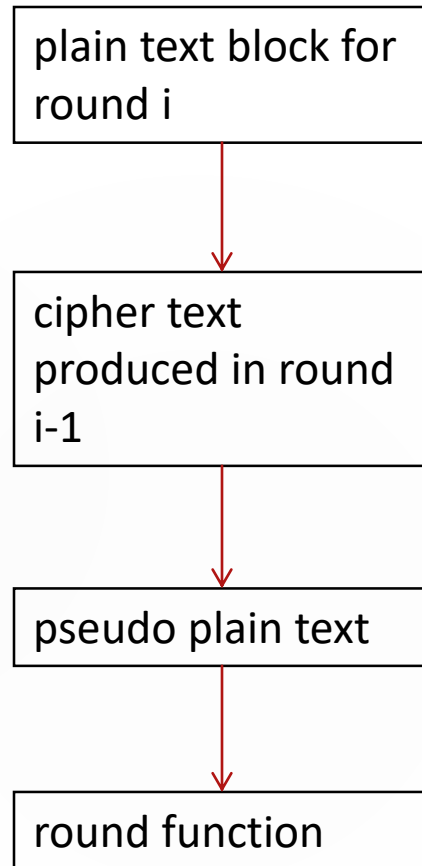 plain text block for
round i
cipher text
produced in round
i-1
pseudo plain text
round function